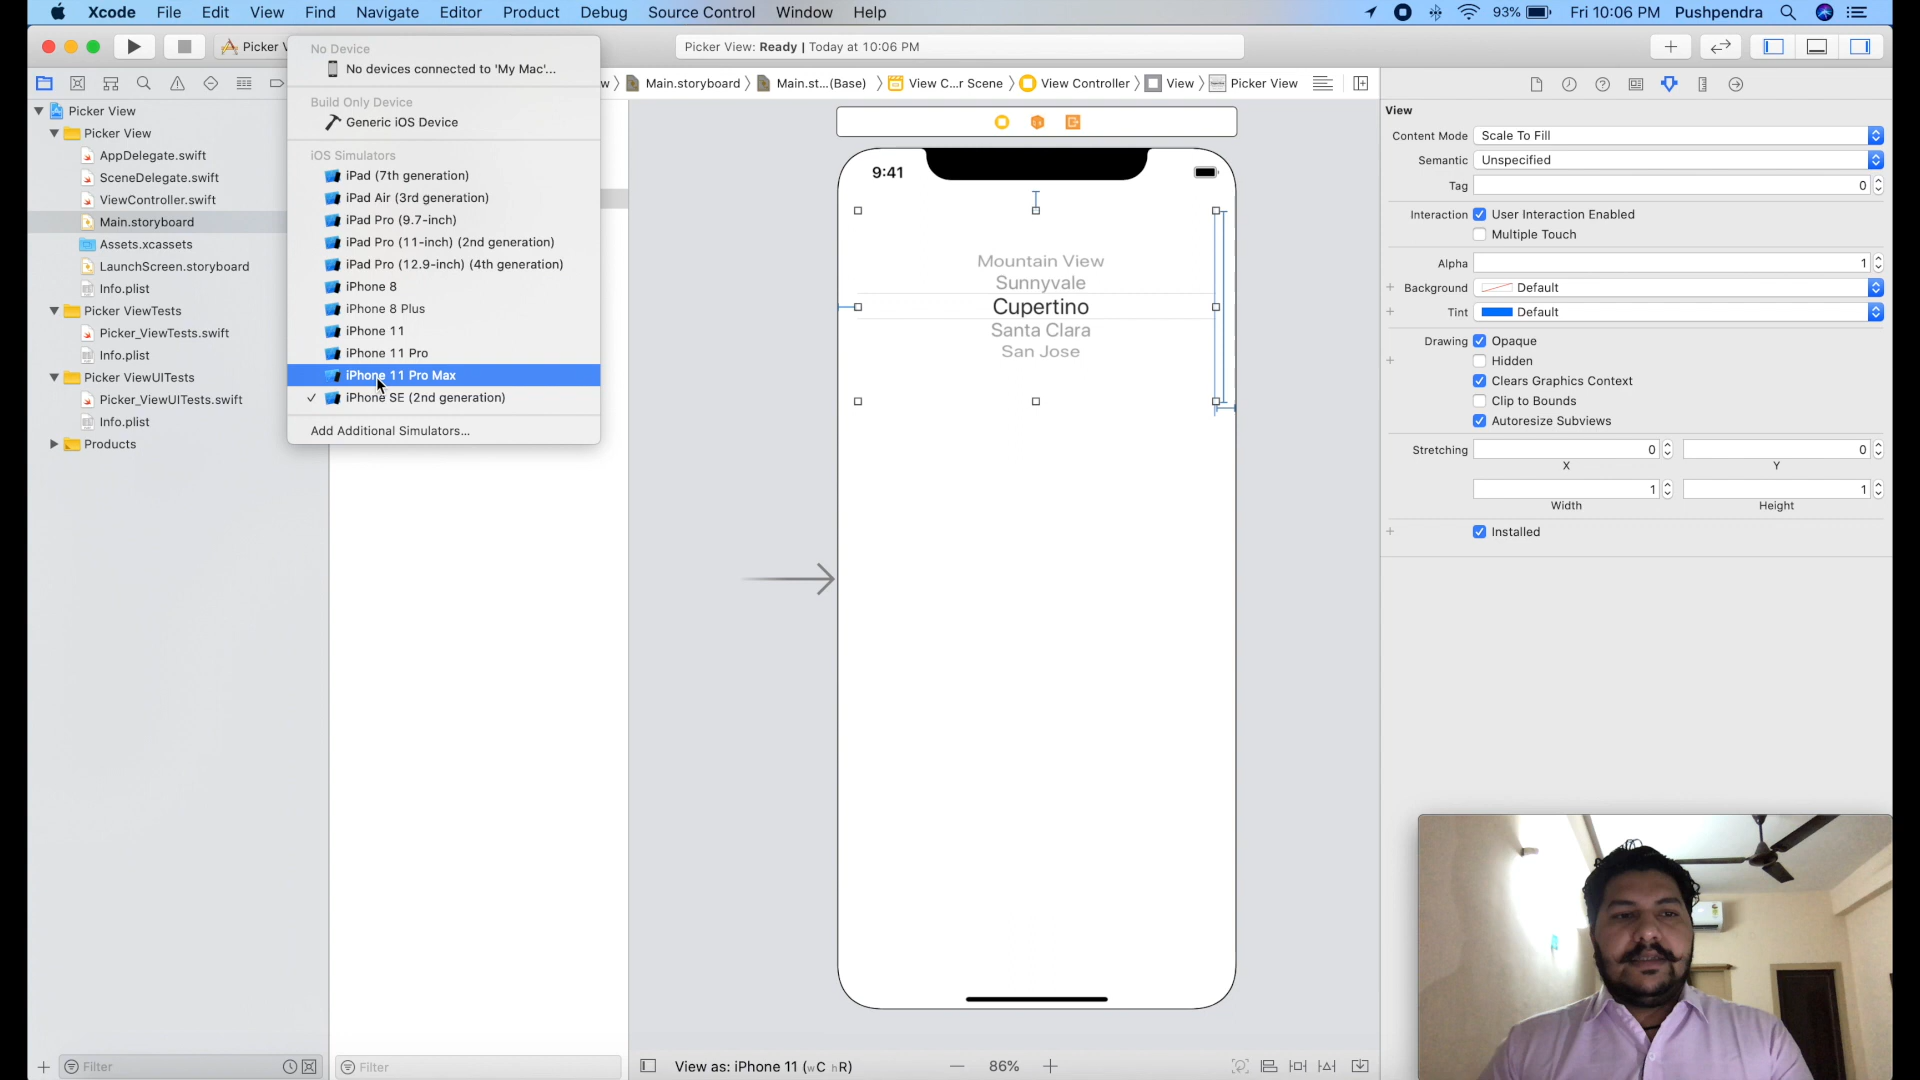 Xcode File Edit View Find Navigate Editor Product Debug Source Control Window Help 93% Fri 10:06 PM Pushpendra
Picker V
Picker View: Ready | Today at 10:06 PM
No Device
No devices connected to 'My Mac'...
Build Only Device
Generic iOS Device
iOS Simulators
iPad (7th generation)
iPad Air (3rd generation)
iPad Pro (9.7-inch)
iPad Pro (11-inch) (2nd generation)
iPad Pro (12.9-inch) (4th generation)
iPhone 8
iPhone 8 Plus
iPhone 11
iPhone 11 Pro
iPhone 11 Pro Max
iPhone SE (2nd generation)
Add Additional Simulators...
w Main.storyboard Main.st...(Base) View C...r Scene View Controller View Picker View
Picker View
Picker View
AppDelegate.swift
SceneDelegate.swift
ViewController.swift
Main.storyboard
Assets.xcassets
LaunchScreen.storyboard
Info.plist
Picker ViewTests
Picker_ViewTests.swift
Info.plist
Picker ViewUITests
Picker_ViewUITests.swift
Info.plist
Products
Filter
Filter
9:41
Mountain View
Sunnyvale
Cupertino
Santa Clara
San Jose
View as: iPhone 11 (wC hR)
86%
View
Content Mode Scale To Fill
Semantic Unspecified
Tag 0
Interaction User Interaction Enabled
Multiple Touch
Alpha 1
Background Default
Tint Default
Drawing Opaque
Hidden
Clears Graphics Context
Clip to Bounds
Autoresize Subviews
Stretching 0 0
X Y
1 1
Width Height
Installed